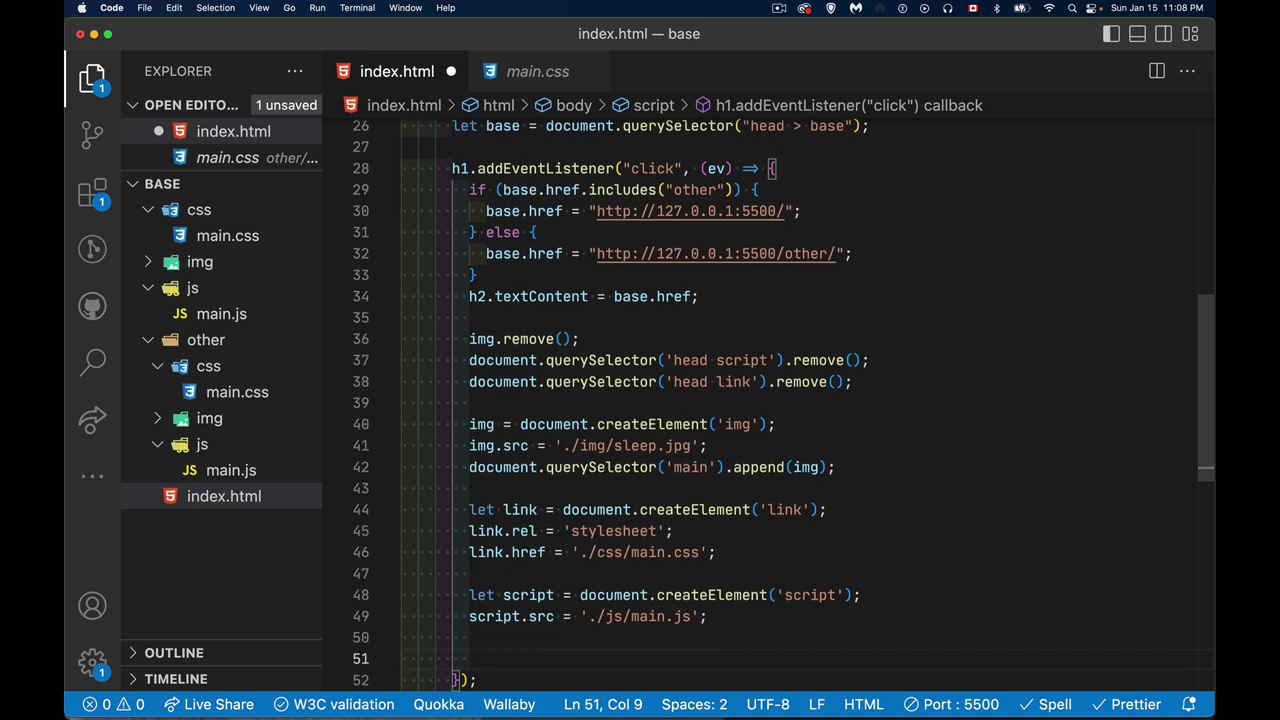 Code File Edit Selection View Go Run Terminal Window Help Sun Jan 15 11:08 PM
index.html — base
EXPLORER
index.html
main.css
OPEN EDITO... 1 unsaved
index.html > html > body > script > h1.addEventListener("click") callback
index.html
main.css other/...
BASE
css
main.css
img
js
main.js
other
css
main.css
img
js
main.js
index.html
OUTLINE
TIMELINE
1
1
1
26 let base = document.querySelector("head > base");
27
28 h1.addEventListener("click", (ev) => {
29 if (base.href.includes("other")) {
30 base.href = "http://127.0.0.1:5500/";
31 } else {
32 base.href = "http://127.0.0.1:5500/other/";
33 }
34 h2.textContent = base.href;
35
36 img.remove();
37 document.querySelector('head script').remove();
38 document.querySelector('head link').remove();
39
40 img = document.createElement('img');
41 img.src = './img/sleep.jpg';
42 document.querySelector('main').append(img);
43
44 let link = document.createElement('link');
45 link.rel = 'stylesheet';
46 link.href = './css/main.css';
47
48 let script = document.createElement('script');
49 script.src = './js/main.js';
50
51
52 });
0 0 Live Share W3C validation Quokka Wallaby Ln 51, Col 9 Spaces: 2 UTF-8 LF HTML Port : 5500 Spell Prettier